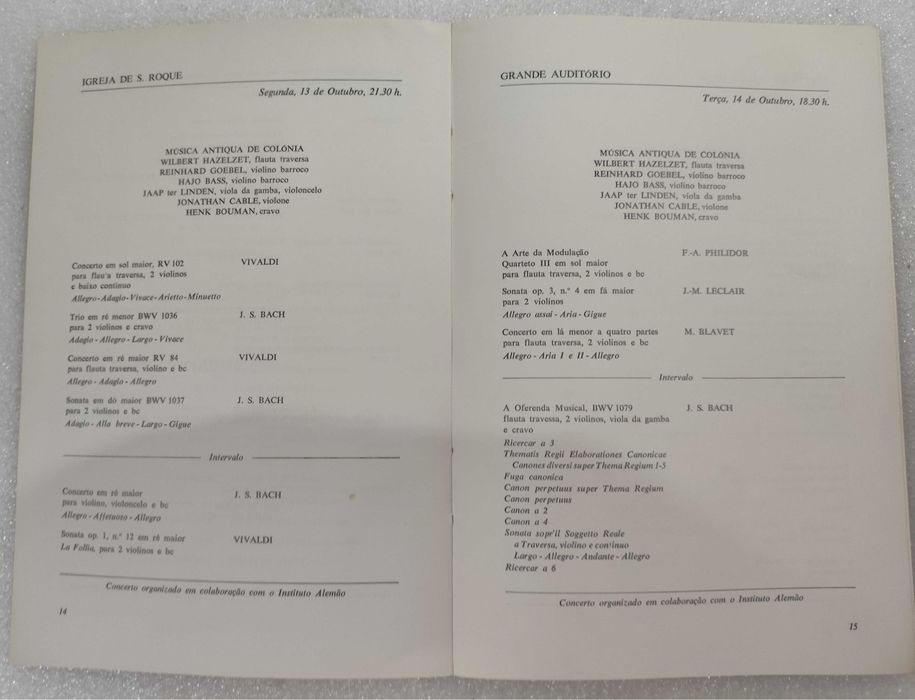 IGREJA DE S. ROQUE
Segunda, 13 de Outubro, 21.30 h.
MÚSICA ANTIQUA DE COLÓNIA
WILBERT HAZELZET, flauta traversa
REINHARD GOEBEL, violino barroco
HAJO BASS, violino barroco
JAAP ter LINDEN, viola da gamba, violoncelo
JONATHAN CABLE, violone
HENK BOUMAN, cravo
Concerto em sol maior, RV 102 VIVALDI
para flauta traversa, 2 violinos
e baixo contínuo
Allegro - Adagio - Vivace - Arietto - Minuetto
Trio em ré menor BWV 1036 J. S. BACH
para 2 violinos e cravo
Adagio - Allegro - Largo - Vivace
Concerto em ré maior RV 84 VIVALDI
para flauta traversa, violino e bc
Allegro - Adagio - Allegro
Sonata em dó maior BWV 1037 J. S. BACH
para 2 violinos e bc
Adagio - Alla breve - Largo - Gigue
Intervalo
Concerto em ré maior J. S. BACH
para violino, violoncelo e bc
Allegro - Affetuoso - Allegro
Sonata op. 1, n.º 12 em ré maior VIVALDI
La Follia, para 2 violinos e bc
Concerto organizado em colaboração com o Instituto Alemão
14
GRANDE AUDITÓRIO
Terça, 14 de Outubro, 18.30 h.
MÚSICA ANTIQUA DE COLÓNIA
WILBERT HAZELZET, flauta traversa
REINHARD GOEBEL, violino barroco
HAJO BASS, violino barroco
JAAP ter LINDEN, viola da gamba
JONATHAN CABLE, violone
HENK BOUMAN, cravo
A Arte da Modulação F.-A. PHILIDOR
Quarteto III em sol maior
para flauta traversa, 2 violinos e bc
Sonata op. 3, n.º 4 em fá maior J.-M. LECLAIR
para 2 violinos
Allegro assai - Aria - Gigue
Concerto em lá menor a quatro partes M. BLAVET
para flauta traversa, 2 violinos e bc
Allegro - Aria I e II - Allegro
Intervalo
A Oferenda Musical, BWV 1079 J. S. BACH
flauta travessa, 2 violinos, viola da gamba
e cravo
Ricercar a 3
Thematis Regii Elaborationes Canonicae
Canones diversi super Thema Regium 1-5
Fuga canonica
Canon perpetuus super Thema Regium
Canon perpetuus
Canon a 2
Canon a 4
Sonata sopr'il Soggetto Reale
a Traversa, violino e continuo
Largo - Allegro - Andante - Allegro
Ricercar a 6
Concerto organizado em colaboração com o Instituto Alemão
15